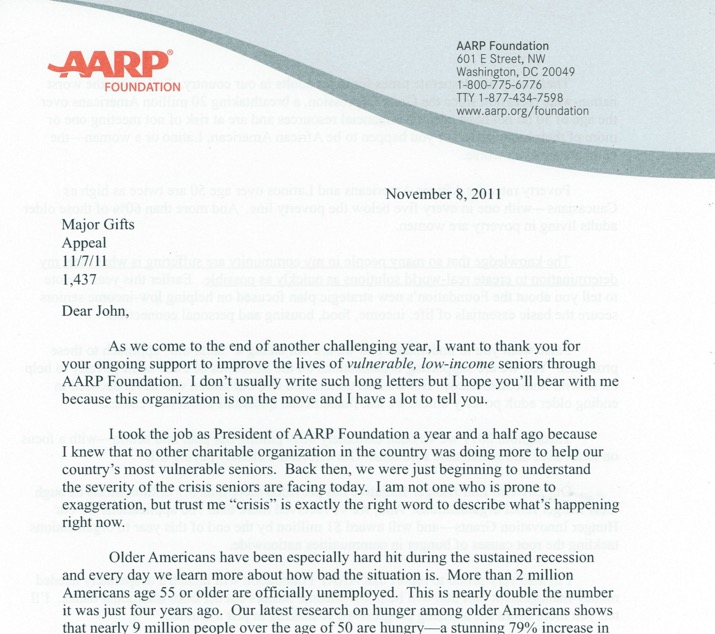 AARP®
FOUNDATION
AARP Foundation
601 E Street, NW
Washington, DC 20049
1-800-775-6776
TTY 1-877-434-7598
www.aarp.org/foundation
November 8, 2011
Major Gifts
Appeal
11/7/11
1,437
Dear John,
As we come to the end of another challenging year, I want to thank you for
your ongoing support to improve the lives of vulnerable, low-income seniors through
AARP Foundation.  I don't usually write such long letters but I hope you'll bear with me
because this organization is on the move and I have a lot to tell you.
I took the job as President of AARP Foundation a year and a half ago because
I knew that no other charitable organization in the country was doing more to help our
country's most vulnerable seniors.  Back then, we were just beginning to understand
the severity of the crisis seniors are facing today.  I am not one who is prone to
exaggeration, but trust me “crisis” is exactly the right word to describe what's happening
right now.
Older Americans have been especially hard hit during the sustained recession
and every day we learn more about how bad the situation is.  More than 2 million
Americans age 55 or older are officially unemployed.  This is nearly double the number
it was just four years ago.  Our latest research on hunger among older Americans shows
that nearly 9 million people over the age of 50 are hungry—a stunning 79% increase in